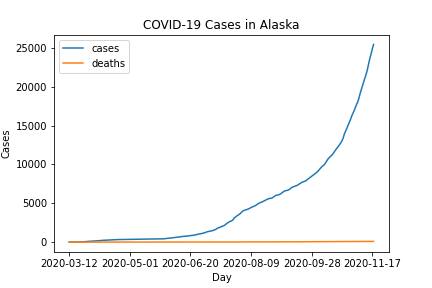 COVID-19 Cases in Alaska
cases
deaths
25000
20000
15000
10000
5000
0
Cases
2020-03-12 2020-05-01 2020-06-20 2020-08-09 2020-09-28 2020-11-17
Day